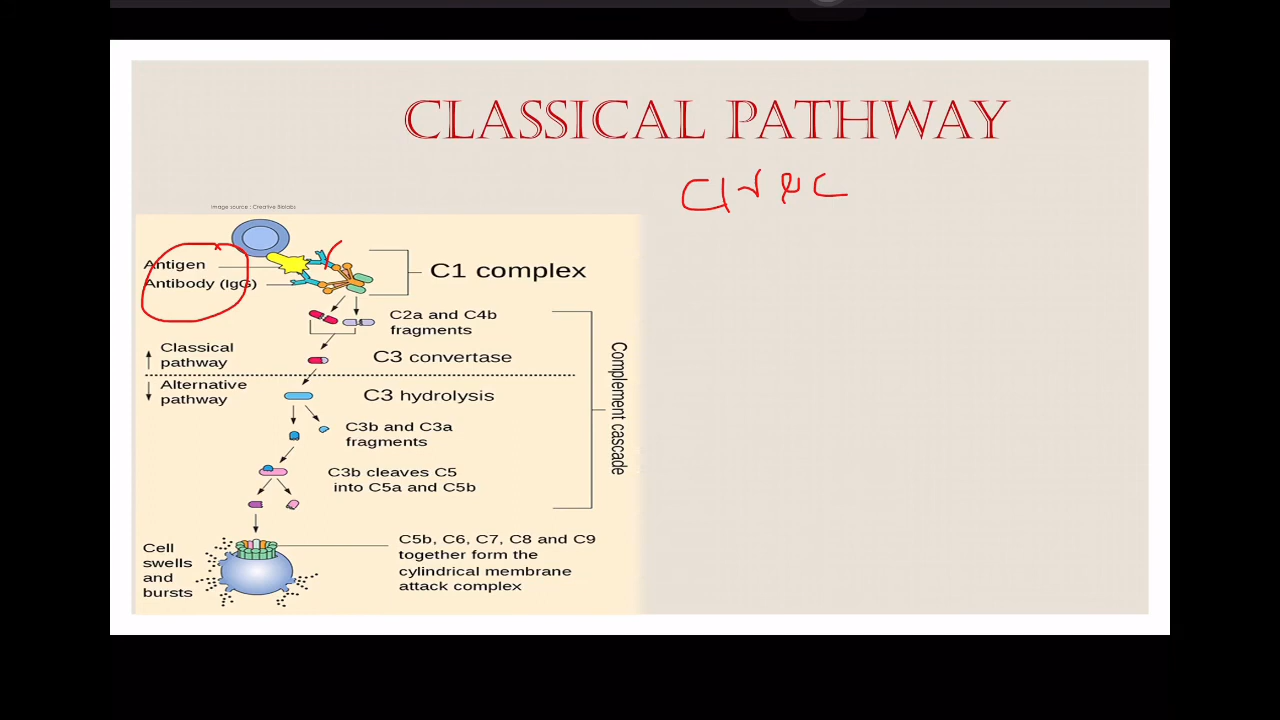 CLASSICAL PATHWAY
Image source : Creative Biolabs
Antigen
Antibody (IgG)
C1 complex
C2a and C4b
fragments
Classical
pathway
C3 convertase
Alternative
pathway
C3 hydrolysis
C3b and C3a
fragments
C3b cleaves C5
into C5a and C5b
Complement cascade
Cell
swells
and
bursts
C5b, C6, C7, C8 and C9
together form the
cylindrical membrane
attack complex